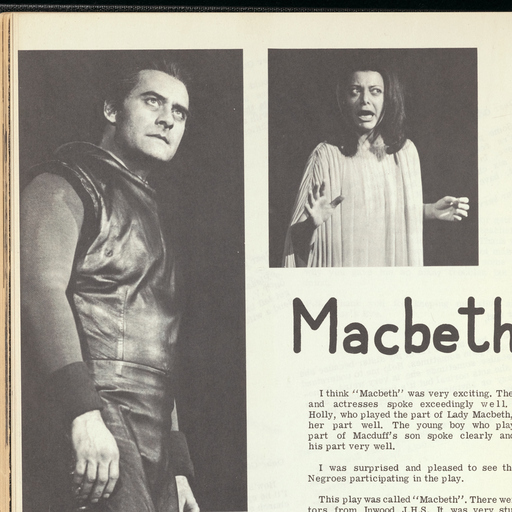 Macbeth
I think "Macbeth" was very exciting. The
and actresses spoke exceedingly well.
Holly, who played the part of Lady Macbeth,
her part well. The young boy who play
part of Macduff's son spoke clearly and
his part very well.
I was surprised and pleased to see th
Negroes participating in the play.
This play was called "Macbeth". There we
tors from Inwood J.H.S. It was very stu